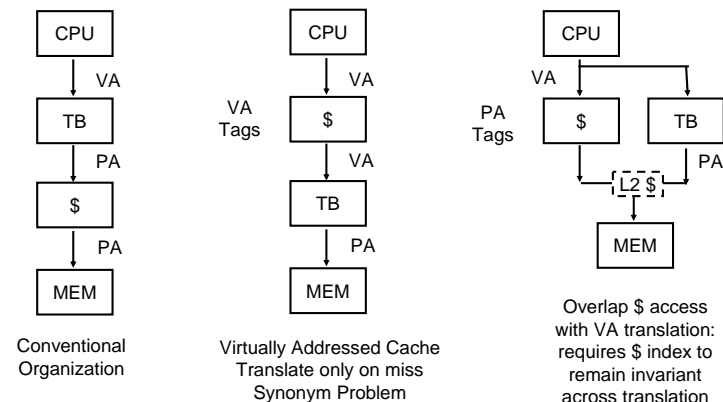 CPU
VA
TB
PA
$
PA
MEM
Conventional
Organization
CPU
VA
VA
Tags
$
VA
TB
PA
MEM
Virtually Addressed Cache
Translate only on miss
Synonym Problem
CPU
VA
PA
Tags
$
TB
PA
L2 $
MEM
Overlap $ access
with VA translation:
requires $ index to
remain invariant
across translation